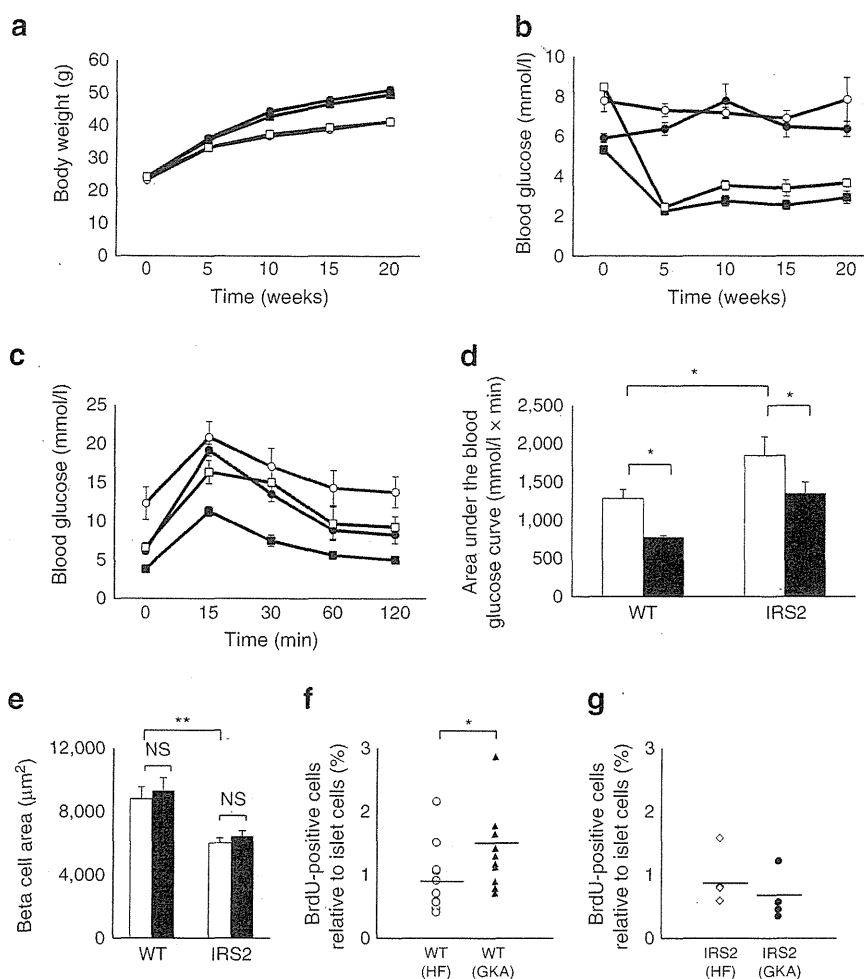 a
Body weight (g)
60
50
40
30
20
10
0
0 5 10 15 20
Time (weeks)
b
Blood glucose (mmol/l)
10
8
6
4
2
0
0 5 10 15 20
Time (weeks)
c
Blood glucose (mmol/l)
25
20
15
10
5
0
0 15 30 60 120
Time (min)
d
Area under the blood
glucose curve (mmol/l × min)
2,500
2,000
1,500
1,000
500
0
*
*
*
WT IRS2
e
Beta cell area (μm²)
12,000
8,000
4,000
0
**
NS
NS
WT IRS2
f
BrdU-positive cells
relative to islet cells (%)
3
2
1
0
*
WT WT
(HF) (GKA)
g
BrdU-positive cells
relative to islet cells (%)
3
2
1
0
IRS2 IRS2
(HF) (GKA)